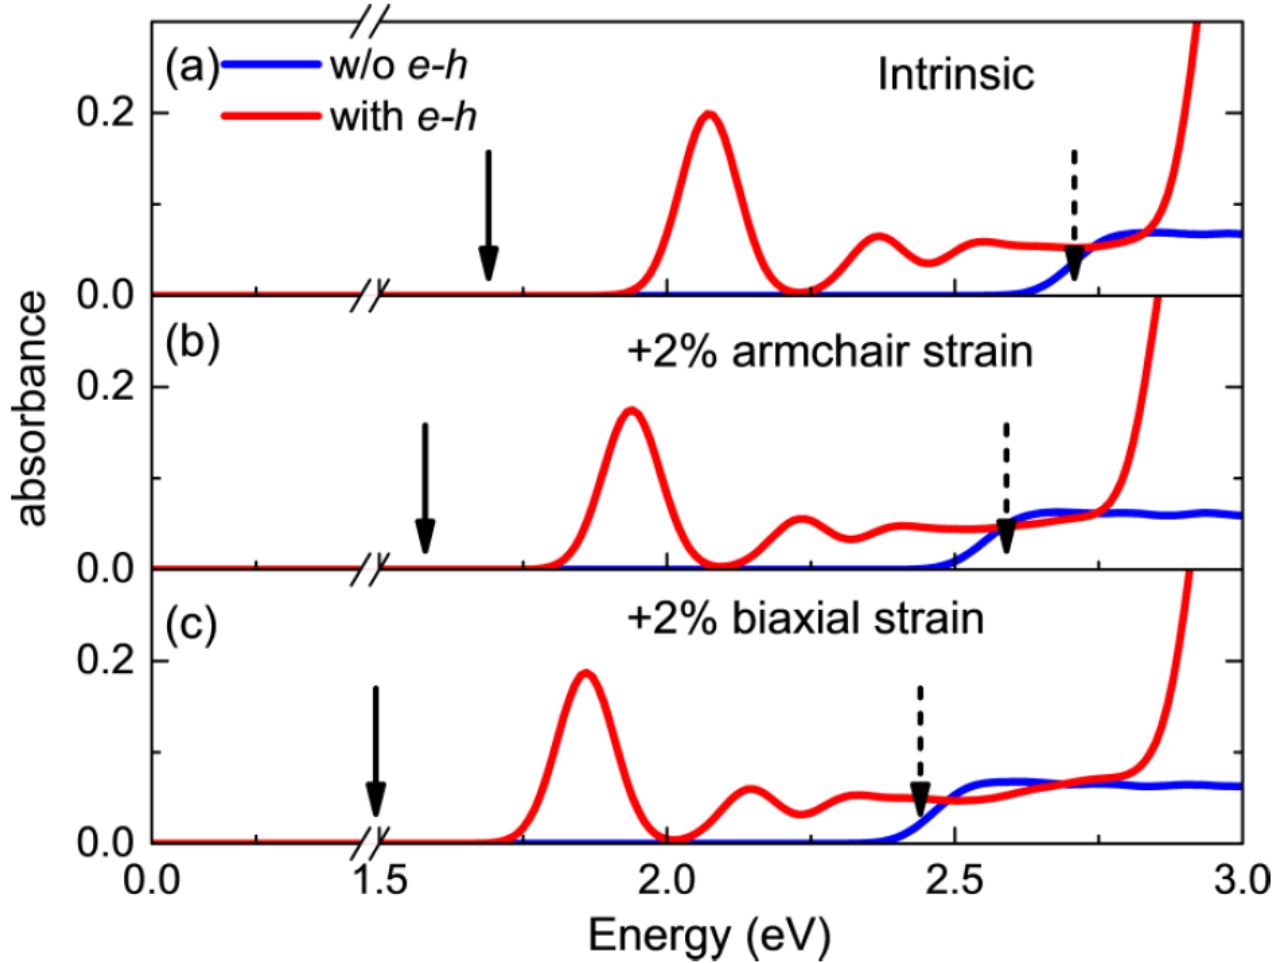 (a) w/o e-h Intrinsic
with e-h
0.2
0.0
(b) +2% armchair strain
0.2
0.0
(c) +2% biaxial strain
0.2
0.0
absorbance
0.0 1.5 2.0 2.5 3.0
Energy (eV)